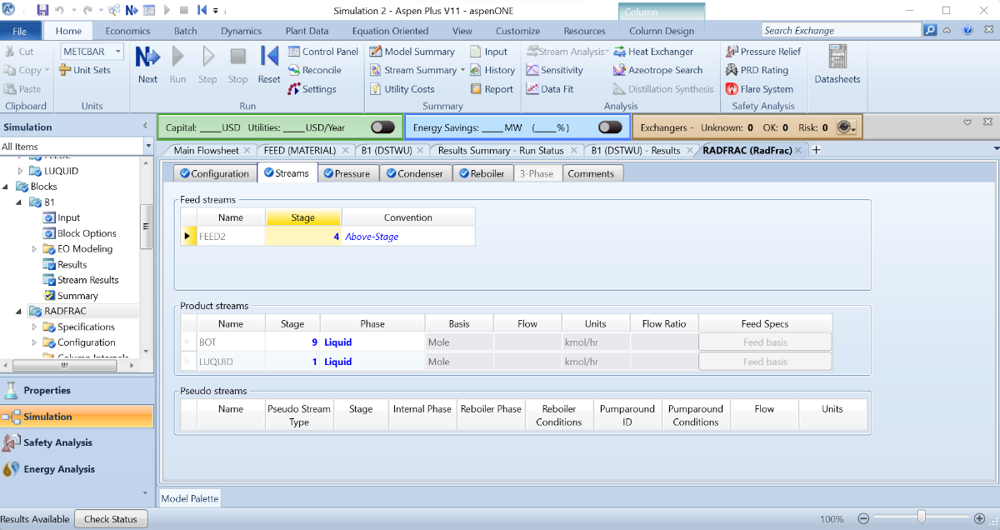 Simulation 2 - Aspen Plus V11 - aspenONE
Column
File Home Economics Batch Dynamics Plant Data Equation Oriented View Customize Resources Column Design Search Exchange
Cut METCBAR Control Panel Model Summary Input Stream Analysis Heat Exchanger Pressure Relief
Copy Unit Sets Next Run Step Stop Reset Reconcile Stream Summary History Sensitivity Azeotrope Search PRD Rating Datasheets
Paste Settings Utility Costs Report Data Fit Distillation Synthesis Flare System
Clipboard Units Run Summary Analysis Safety Analysis
Simulation
Capital: ____USD Utilities: ____USD/Year Energy Savings: ____MW (____%) Exchangers - Unknown: 0 OK: 0 Risk: 0
All Items
Main Flowsheet FEED (MATERIAL) B1 (DSTWU) Results Summary - Run Status B1 (DSTWU) - Results RADFRAC (RadFrac)
FEED2
LUQUID
Blocks
B1
Input
Block Options
EO Modeling
Results
Stream Results
Summary
RADFRAC
Specifications
Configuration
Column Internals
Properties
Simulation
Safety Analysis
Energy Analysis
Configuration Streams Pressure Condenser Reboiler 3-Phase Comments
Feed streams
Name Stage Convention
FEED2 4 Above-Stage
Product streams
Name Stage Phase Basis Flow Units Flow Ratio Feed Specs
BOT 9 Liquid Mole kmol/hr Feed basis
LUQUID 1 Liquid Mole kmol/hr Feed basis
Pseudo streams
Name Pseudo Stream Stage Internal Phase Reboiler Phase Reboiler Pumparound Pumparound Flow Units
Type Conditions ID Conditions
Model Palette
Results Available Check Status 100%